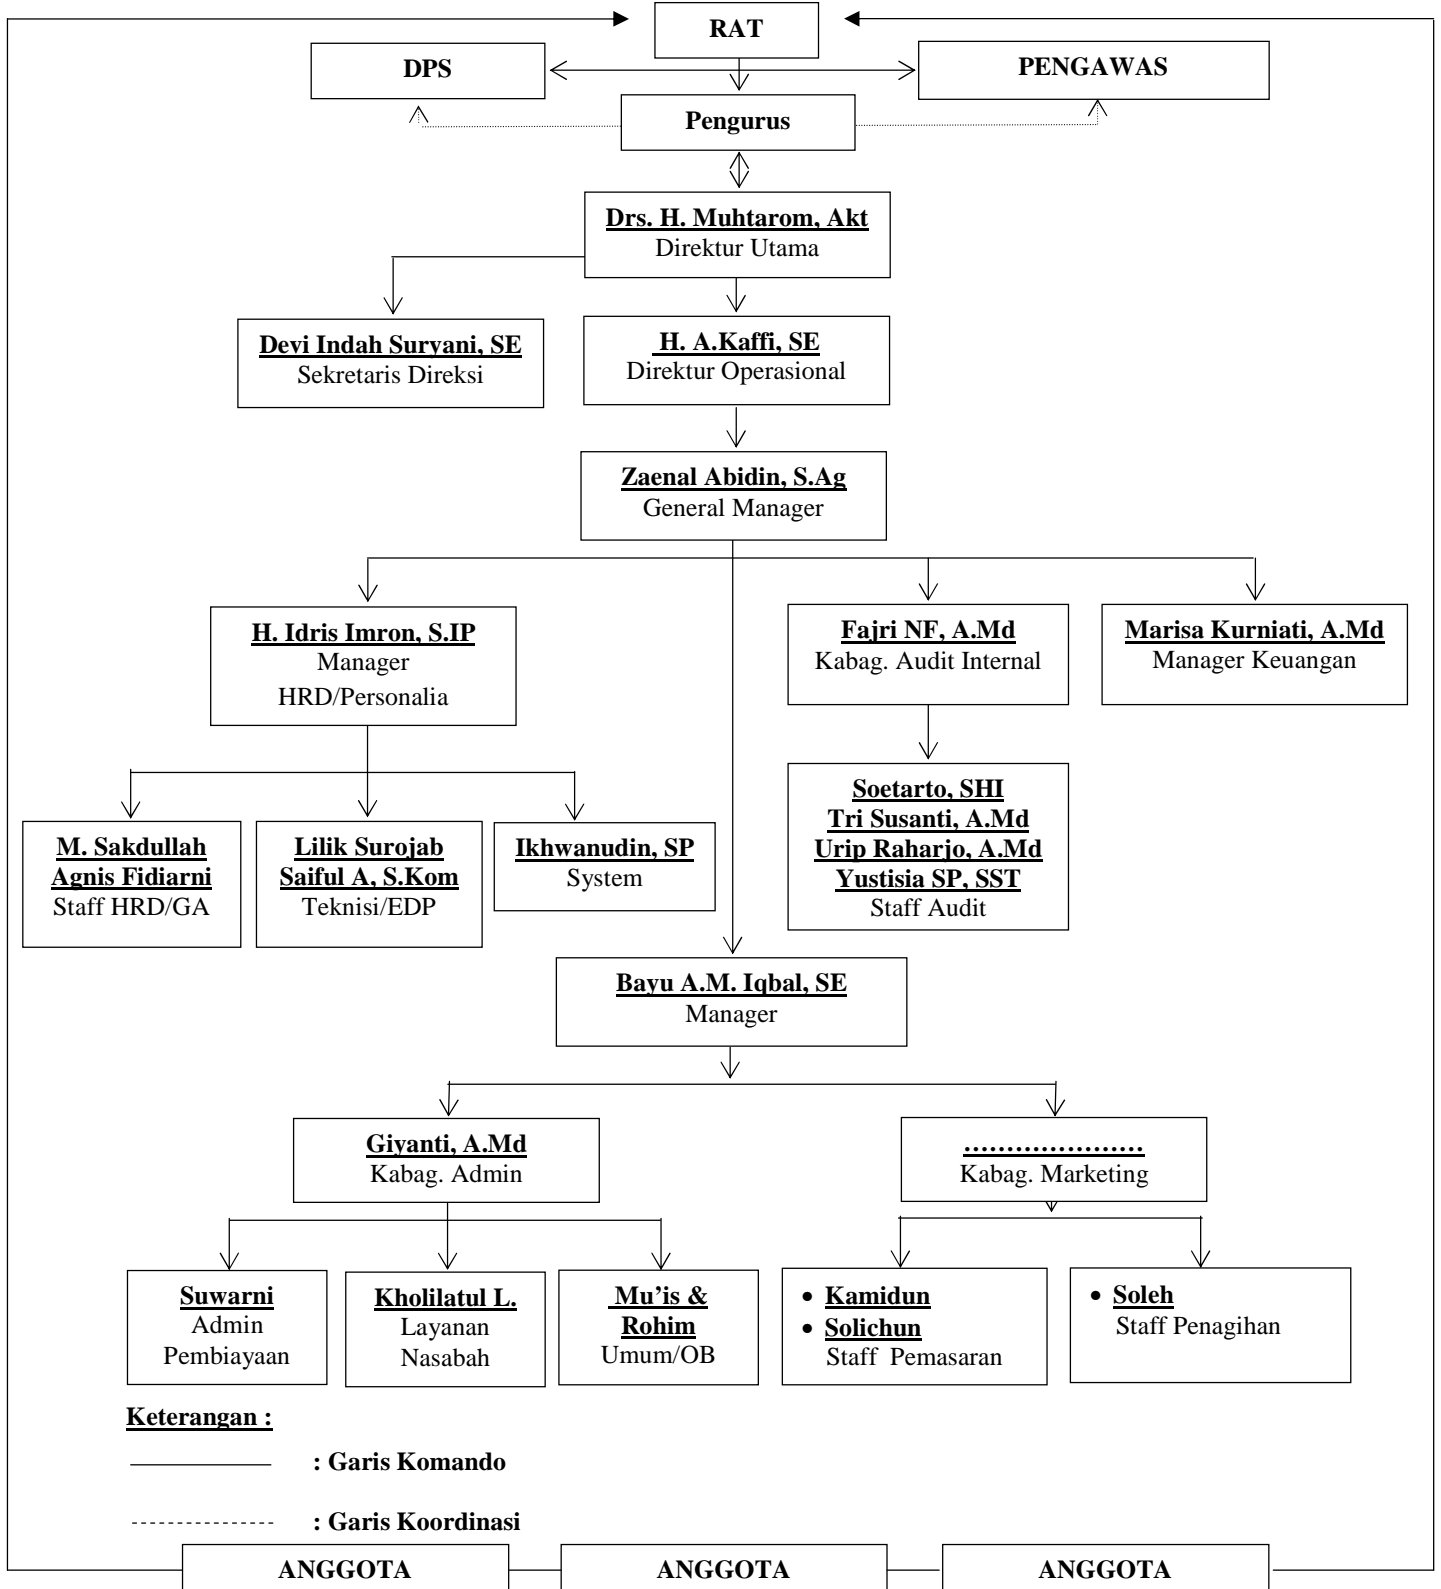 RAT
DPS
PENGAWAS
Pengurus
Drs. H. Muhtarom, Akt
Direktur Utama
Devi Indah Suryani, SE
Sekretaris Direksi
H. A.Kaffi, SE
Direktur Operasional
Zaenal Abidin, S.Ag
General Manager
H. Idris Imron, S.IP
Manager
HRD/Personalia
Fajri NF, A.Md
Kabag. Audit Internal
Marisa Kurniati, A.Md
Manager Keuangan
M. Sakdullah
Agnis Fidiarni
Staff HRD/GA
Lilik Surojab
Saiful A, S.Kom
Teknisi/EDP
Ikhwanudin, SP
System
Soetarto, SHI
Tri Susanti, A.Md
Urip Raharjo, A.Md
Yustisia SP, SST
Staff Audit
Bayu A.M. Iqbal, SE
Manager
Giyanti, A.Md
Kabag. Admin
…………………
Kabag. Marketing
Suwarni
Admin
Pembiayaan
Kholilatul L.
Layanan
Nasabah
Mu’is &
Rohim
Umum/OB
• Kamidun
• Solichun
Staff Pemasaran
• Soleh
Staff Penagihan
Keterangan :
: Garis Komando
: Garis Koordinasi
ANGGOTA
ANGGOTA
ANGGOTA